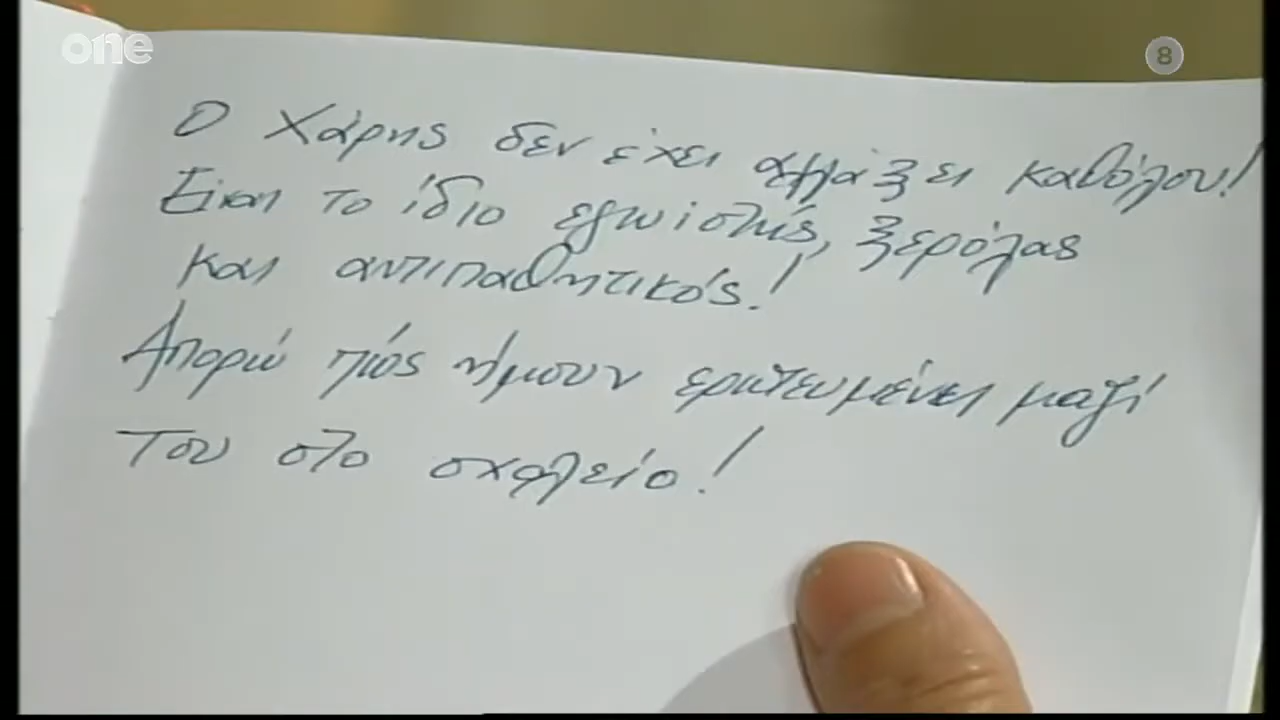 one
8
Ο Χάρης δεν έχει αλλάξει καθόλου!
Είναι το ίδιο εγωιστής, ξερόλας
και αντιπαθητικός!
Απορώ πώς ήμουν ερωτευμένη μαζί
του στο σχολείο!